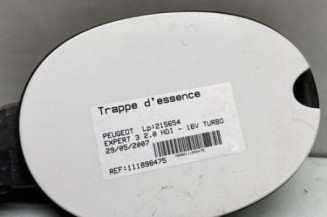 Trappe d'essence
PEUGEOT Lp:215654
EXPERT 3 2.0 HDI - 16V TURBO
29/05/2007
REF:111898475